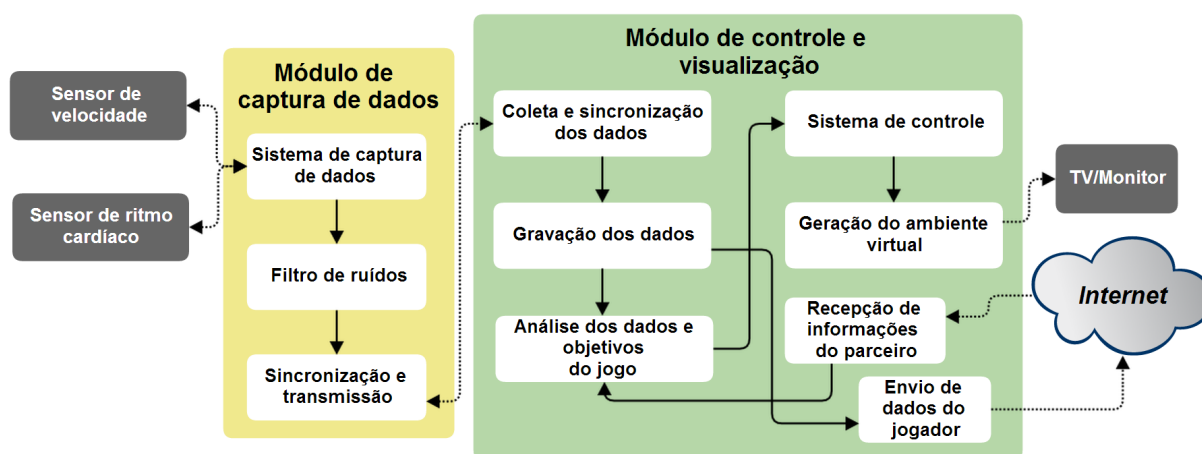 Sensor de
velocidade
Sensor de ritmo
cardíaco
Módulo de
captura de dados
Sistema de captura
de dados
Filtro de ruídos
Sincronização e
transmissão
Módulo de controle e
visualização
Coleta e sincronização
dos dados
Gravação dos dados
Análise dos dados e
objetivos
do jogo
Sistema de controle
Geração do ambiente
virtual
Recepção de
informações
do parceiro
Envio de
dados do
jogador
TV/Monitor
Internet